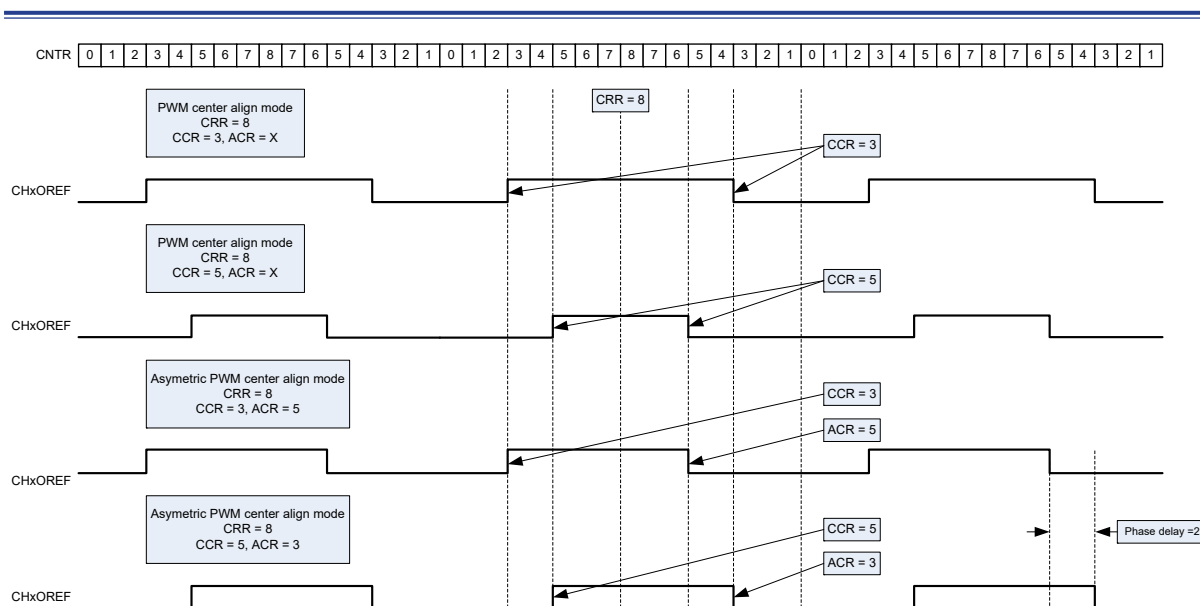 CNTR 0 1 2 3 4 5 6 7 8 7 6 5 4 3 2 1 0 1 2 3 4 5 6 7 8 7 6 5 4 3 2 1 0 1 2 3 4 5 6 7 8 7 6 5 4 3 2 1
CRR = 8
PWM center align mode
CRR = 8
CCR = 3, ACR = X
CCR = 3
CHxOREF
PWM center align mode
CRR = 8
CCR = 5, ACR = X
CCR = 5
CHxOREF
Asymetric PWM center align mode
CRR = 8
CCR = 3, ACR = 5
CCR = 3
ACR = 5
CHxOREF
Asymetric PWM center align mode
CRR = 8
CCR = 5, ACR = 3
CCR = 5
Phase delay =2
ACR = 3
CHxOREF